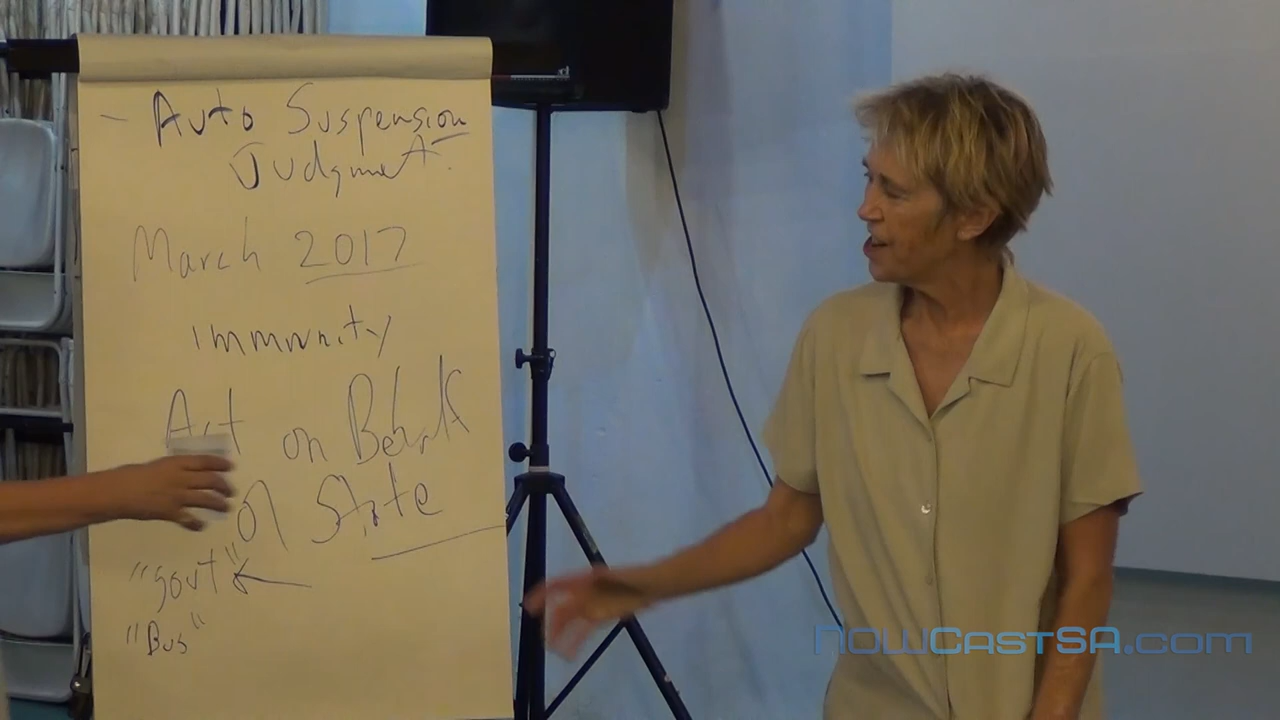 - Auto Suspension
Judgment.
March 2017
Immunity
Act on Behalf
of State
"govt"
"Bus"
NOWCASTSA.com